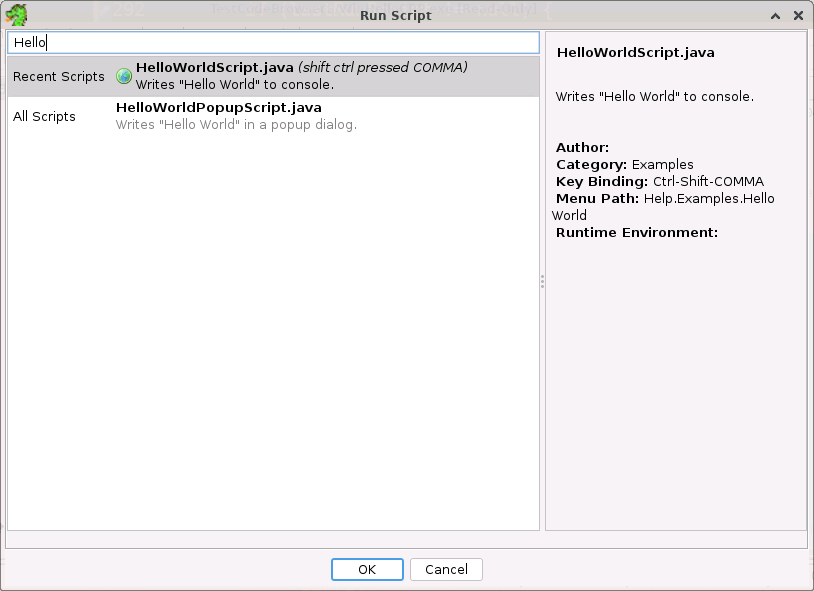 Run Script
Hello
Recent Scripts
HelloWorldScript.java (shift ctrl pressed COMMA)
Writes "Hello World" to console.
All Scripts
HelloWorldPopupScript.java
Writes "Hello World" in a popup dialog.
HelloWorldScript.java
Writes "Hello World" to console.
Author:
Category: Examples
Key Binding: Ctrl-Shift-COMMA
Menu Path: Help.Examples.Hello
World
Runtime Environment:
OK
Cancel